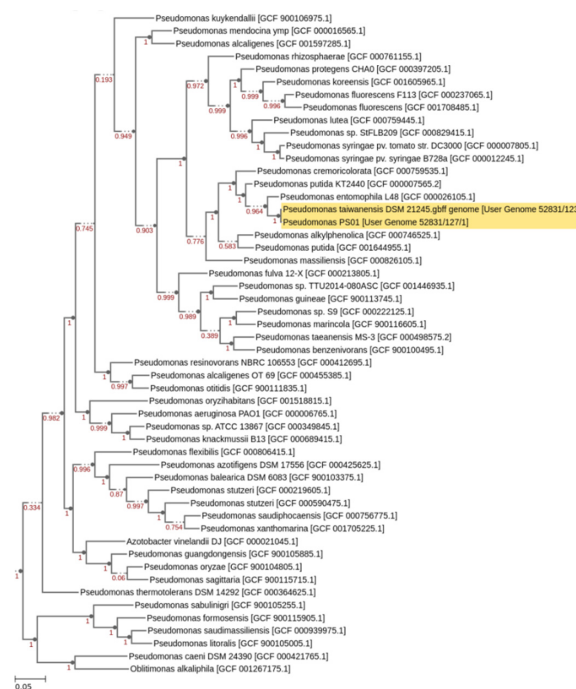 Pseudomonas kuykendallii [GCF 900106975.1]
Pseudomonas mendocina ymp [GCF 000016565.1]
Pseudomonas alcaligenes [GCF 001597285.1]
Pseudomonas rhizosphaerae [GCF 000761155.1]
0.193
Pseudomonas protegens CHA0 [GCF 000397205.1]
0.972
Pseudomonas koreensis [GCF 001605965.1]
Pseudomonas fluorescens F113 [GCF 000237065.1]
0.999
0.999
0.996
Pseudomonas fluorescens [GCF 001708485.1]
Pseudomonas lutea [GCF 000759445.1]
0.949
0.996
Pseudomonas sp. StFLB209 [GCF 000829415.1]
Pseudomonas syringae pv. tomato str. DC3000 [GCF 000007805.1]
Pseudomonas syringae pv. syringae B728a [GCF 000012245.1]
Pseudomonas cremoricolorata [GCF 000759535.1]
Pseudomonas putida KT2440 [GCF 000007565.2]
Pseudomonas entomophila L48 [GCF 000026105.1]
0.964
Pseudomonas taiwanensis DSM 21245.gbff genome [User Genome 52831/123
Pseudomonas PS01 [User Genome 52831/127/1]
0.745
0.903
Pseudomonas alkylphenolica [GCF 000746525.1]
0.776
0.583
Pseudomonas putida [GCF 001644955.1]
Pseudomonas massiliensis [GCF 000826105.1]
Pseudomonas fulva 12-X [GCF 000213805.1]
Pseudomonas sp. TTU2014-080ASC [GCF 001446935.1]
0.999
Pseudomonas guineae [GCF 900113745.1]
0.989
Pseudomonas sp. S9 [GCF 000222125.1]
Pseudomonas marincola [GCF 900116605.1]
0.389
Pseudomonas taeanensis MS-3 [GCF 000498575.2]
Pseudomonas benzenivorans [GCF 900100495.1]
Pseudomonas resinovorans NBRC 106553 [GCF 000412695.1]
Pseudomonas alcaligenes OT 69 [GCF 000455385.1]
0.997
Pseudomonas otitidis [GCF 900111835.1]
Pseudomonas oryzihabitans [GCF 001518815.1]
0.982
Pseudomonas aeruginosa PAO1 [GCF 000006765.1]
0.999
Pseudomonas sp. ATCC 13867 [GCF 000349845.1]
Pseudomonas knackmussii B13 [GCF 000689415.1]
Pseudomonas flexibilis [GCF 000806415.1]
0.996
Pseudomonas azotifigens DSM 17556 [GCF 000425625.1]
Pseudomonas balearica DSM 6083 [GCF 900103375.1]
0.87
Pseudomonas stutzeri [GCF 000219605.1]
0.997
Pseudomonas stutzeri [GCF 000590475.1]
0.334
Pseudomonas saudiphocaensis [GCF 000756775.1]
0.754
Pseudomonas xanthomarina [GCF 001705225.1]
Azotobacter vinelandii DJ [GCF 000021045.1]
Pseudomonas guangdongensis [GCF 900105885.1]
Pseudomonas oryzae [GCF 900104805.1]
0.06
Pseudomonas sagittaria [GCF 900115715.1]
1
Pseudomonas thermotolerans DSM 14292 [GCF 000364625.1]
Pseudomonas sabulinigri [GCF 900105255.1]
Pseudomonas formosensis [GCF 900115905.1]
Pseudomonas saudimassiliensis [GCF 000939975.1]
Pseudomonas litoralis [GCF 900105005.1]
Pseudomonas caeni DSM 24390 [GCF 000421765.1]
Oblitimonas alkaliphila [GCF 001267175.1]
0.05